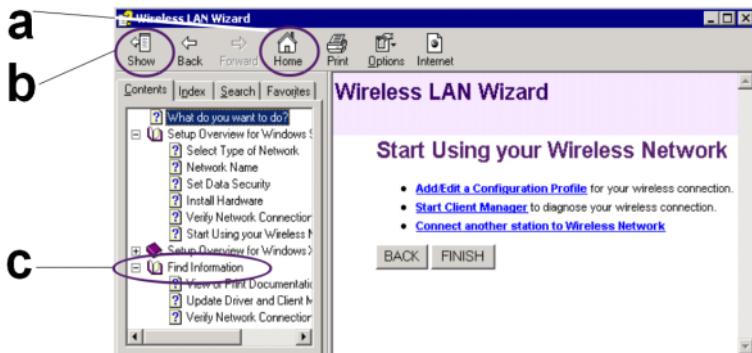 a
Wireless LAN Wizard
b
Show Back Forward Home Print Options Internet
Contents Index Search Favorites
What do you want to do?
Setup Overview for Windows
Select Type of Network
Network Name
Set Data Security
Install Hardware
Verify Network Connection
Start Using your Wireless
Setup Overview for Windows
c
Find Information
View or Print Documentatio
Update Driver and Client
Verify Network Connection
Wireless LAN Wizard
Start Using your Wireless Network
Add/Edit a Configuration Profile for your wireless connection.
Start Client Manager to diagnose your wireless connection.
Connect another station to Wireless Network
BACK FINISH